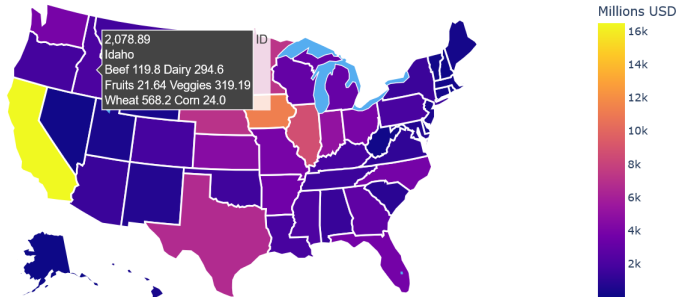 Millions USD
2,078.89
ID
Idaho
Beef 119.8 Dairy 294.6
Fruits 21.64 Veggies 319.19
Wheat 568.2 Corn 24.0
16k
14k
12k
10k
8k
6k
4k
2k